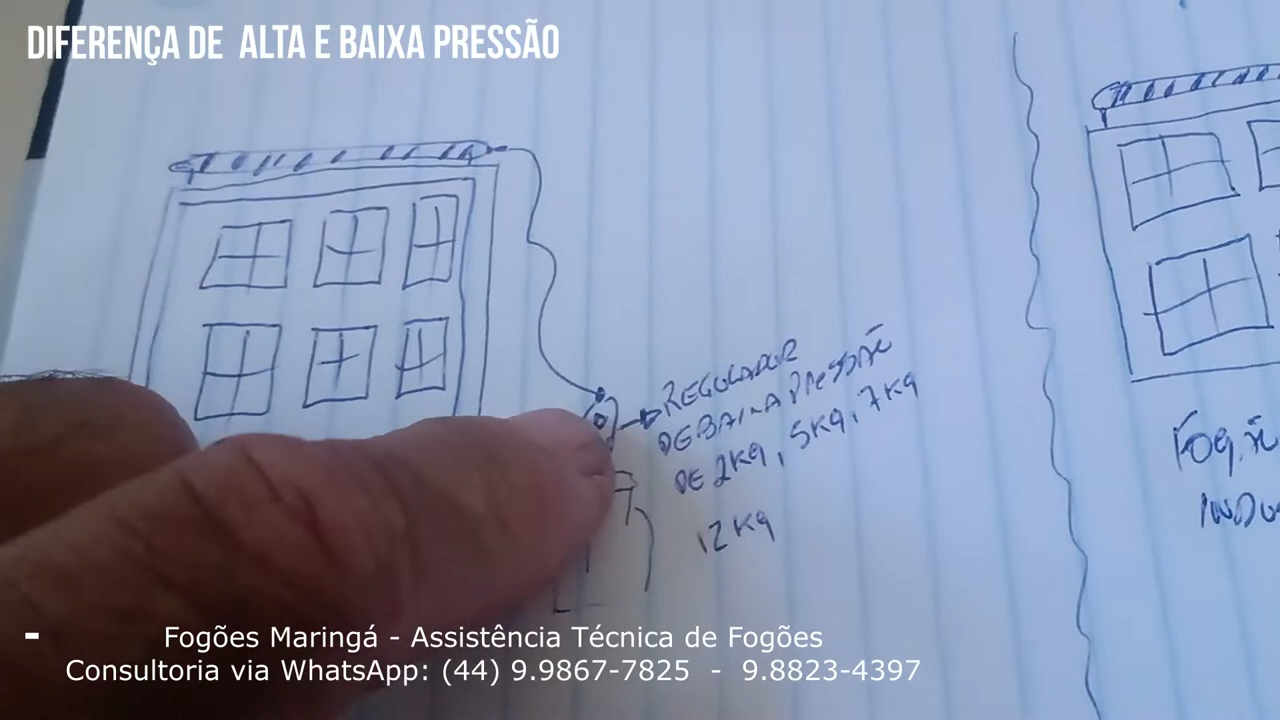 DIFERENÇA DE ALTA E BAIXA PRESSÃO
REGULADOR
DE BAIXA PRESSÃO
DE 2Kg, 5Kg, 7Kg
12Kg
- Fogões Maringá - Assistência Técnica de Fogões
Consultoria via WhatsApp: (44) 9.9867-7825 - 9.8823-4397